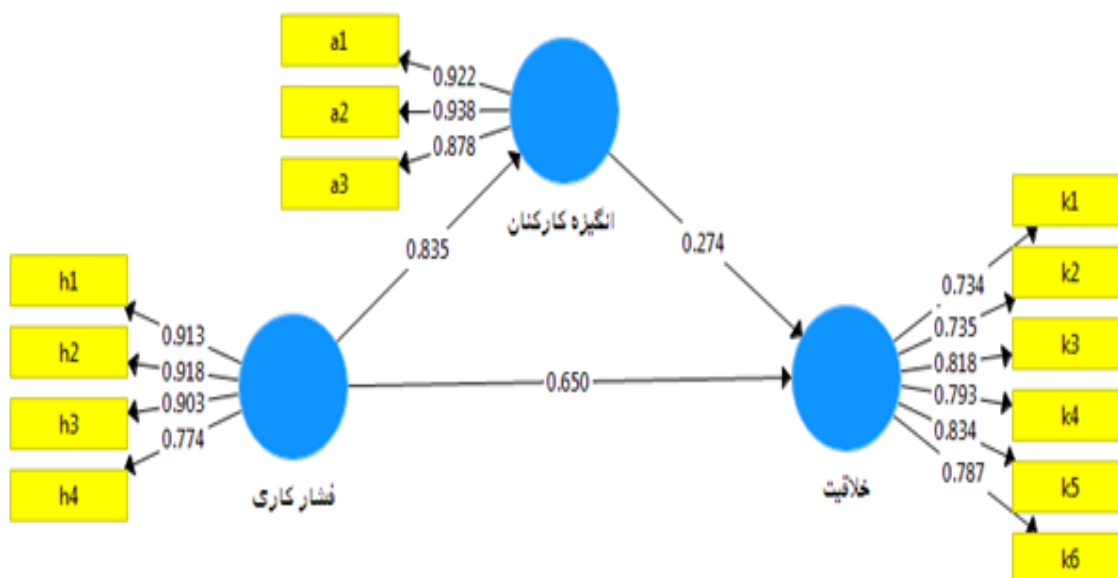 a1
a2
a3
0.922
0.938
0.878
انگیزه کارکنان
0.835
0.274
h1
h2
h3
h4
0.913
0.918
0.903
0.774
فشار کاری
0.650
خلاقیت
0.734
0.735
0.818
0.793
0.834
0.787
k1
k2
k3
k4
k5
k6